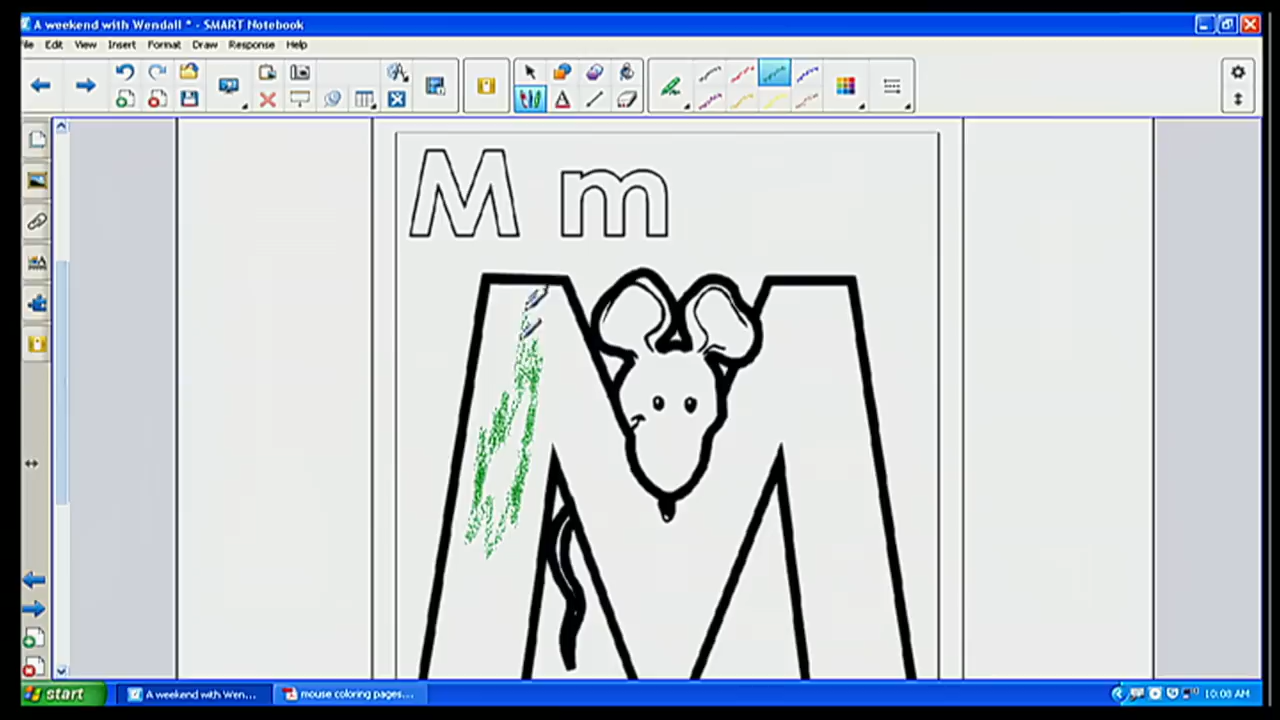 A weekend with Wendall * - SMART Notebook
ile Edit View Insert Format Draw Response Help
M m
M
start A weekend with Wen... mouse coloring pages... 10:08 AM